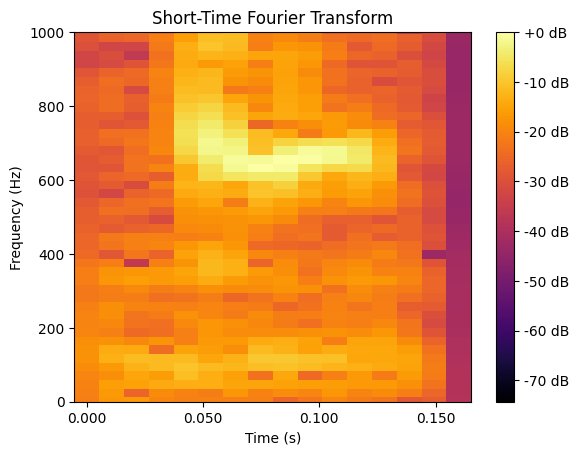 Short-Time Fourier Transform
1000
800
600
400
200
0
Frequency (Hz)
0.000
0.050
0.100
0.150
Time (s)
+0 dB
-10 dB
-20 dB
-30 dB
-40 dB
-50 dB
-60 dB
-70 dB